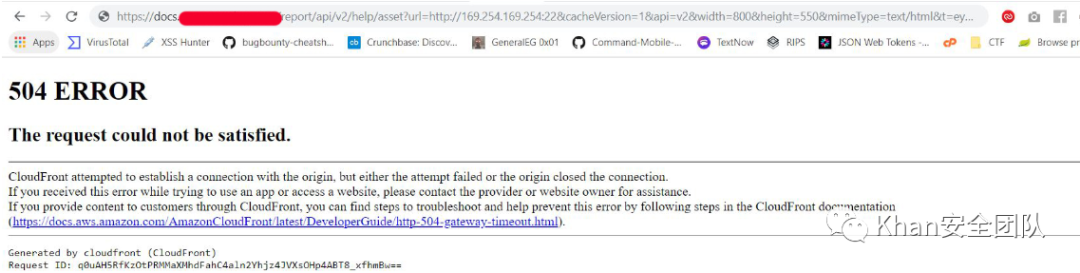 https://docs. report/api/v2/help/asset?url=http://169.254.169.254:22&cacheVersion=1&api=v2&width=800&height=550&mimeType=text/html&t=ey...
Apps VirusTotal XSS Hunter bugbounty-cheatsh... Crunchbase: Discov... GeneralEG 0x01 Command-Mobile-... TextNow RIPS JSON Web Tokens -... CTF Browse pr
504 ERROR
The request could not be satisfied.
CloudFront attempted to establish a connection with the origin, but either the attempt failed or the origin closed the connection.
If you received this error while trying to use an app or access a website, please contact the provider or website owner for assistance.
If you provide content to customers through CloudFront, you can find steps to troubleshoot and help prevent this error by following steps in the CloudFront documentation
(https://docs.aws.amazon.com/AmazonCloudFront/latest/DeveloperGuide/http-504-gateway-timeout.html).
Khan安全团队
Generated by cloudfront (CloudFront)
Request ID: q0uAH5RfKzOtPRMMaXMhdFahC4aln2Yhjz4JVXsOHp4ABT8_xfhmBw==